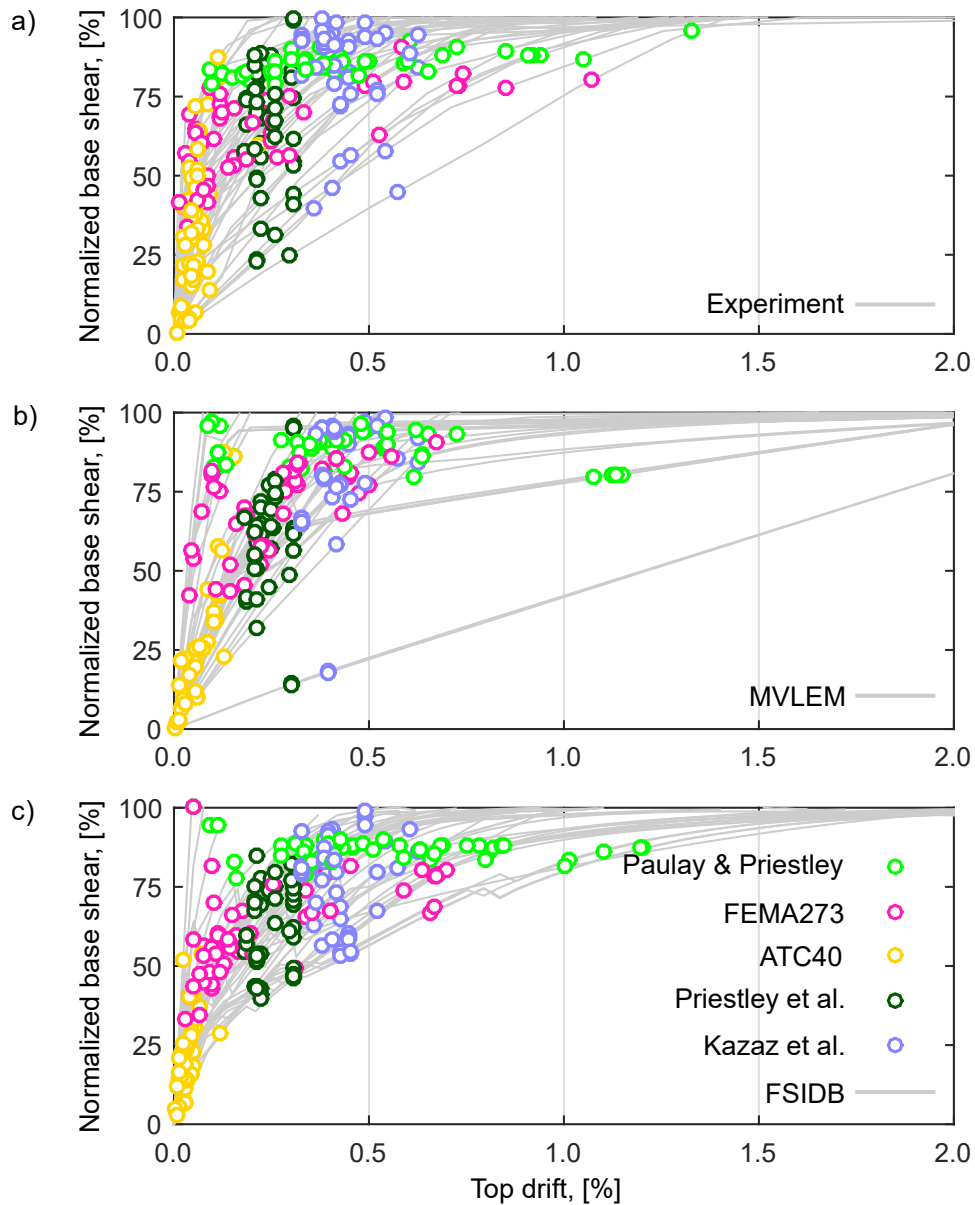 a)
Normalized base shear, [%]
100
75
50
25
0
Experiment
0.0 0.5 1.0 1.5 2.0
b)
Normalized base shear, [%]
100
75
50
25
0
MVLEM
0.0 0.5 1.0 1.5 2.0
c)
Normalized base shear, [%]
100
75
50
25
0
Paulay & Priestley
FEMA273
ATC40
Priestley et al.
Kazaz et al.
FSIDB
0.0 0.5 1.0 1.5 2.0
Top drift, [%]